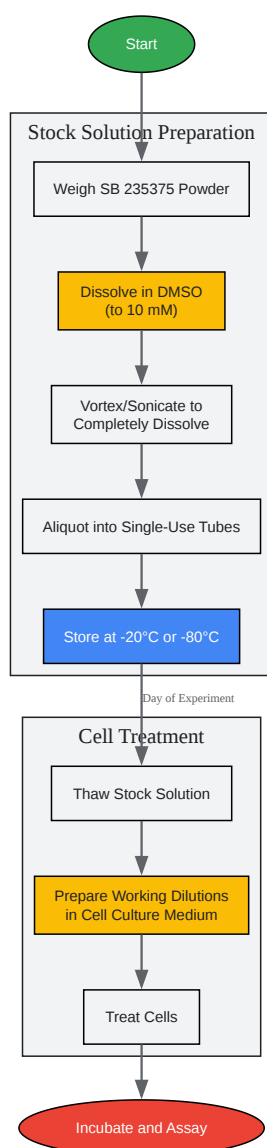 Start
Stock Solution Preparation
Weigh SB 235375 Powder
Dissolve in DMSO
(to 10 mM)
Vortex/Sonicate to
Completely Dissolve
Aliquot into Single-Use Tubes
Store at -20°C or -80°C
Day of Experiment
Cell Treatment
Thaw Stock Solution
Prepare Working Dilutions
in Cell Culture Medium
Treat Cells
Incubate and Assay